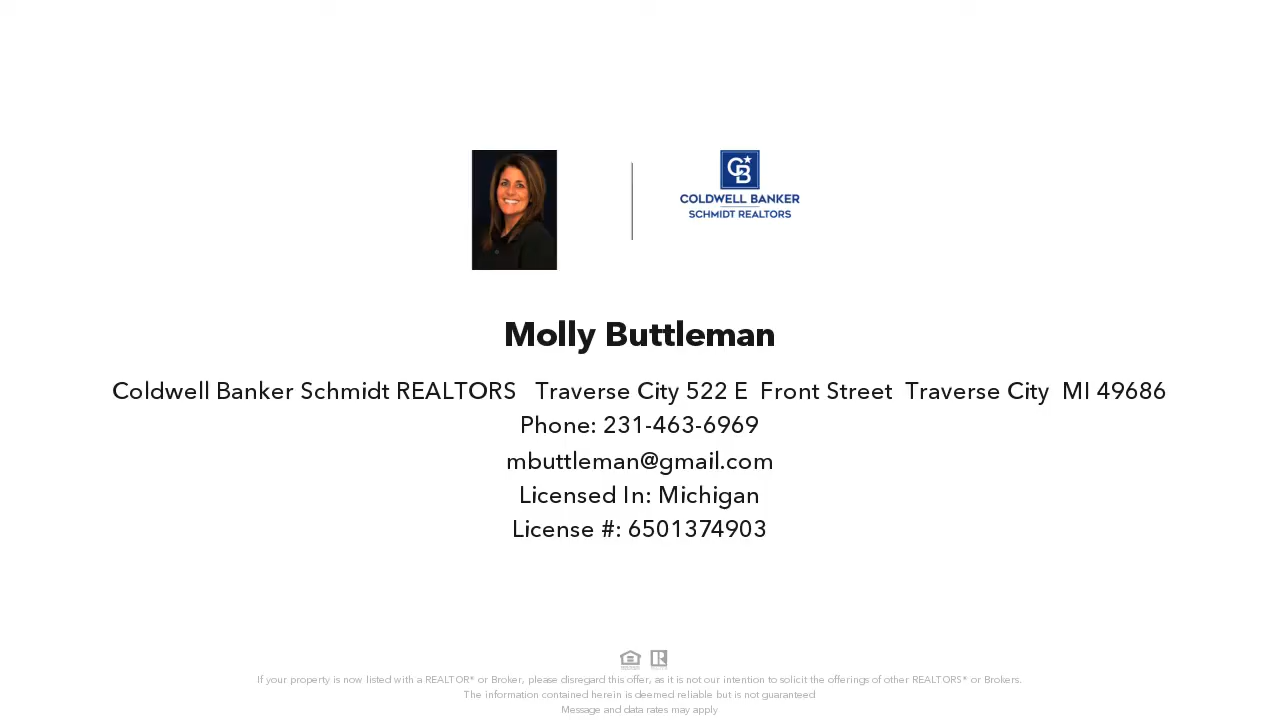 CB
COLDWELL BANKER
SCHMIDT REALTORS
Molly Buttleman
Coldwell Banker Schmidt REALTORS   Traverse City 522 E  Front Street  Traverse City  MI 49686
Phone: 231-463-6969
mbuttleman@gmail.com
Licensed In: Michigan
License #: 6501374903
If your property is now listed with a REALTOR® or Broker, please disregard this offer, as it is not our intention to solicit the offerings of other REALTORS® or Brokers.
The information contained herein is deemed reliable but is not guaranteed
Message and data rates may apply